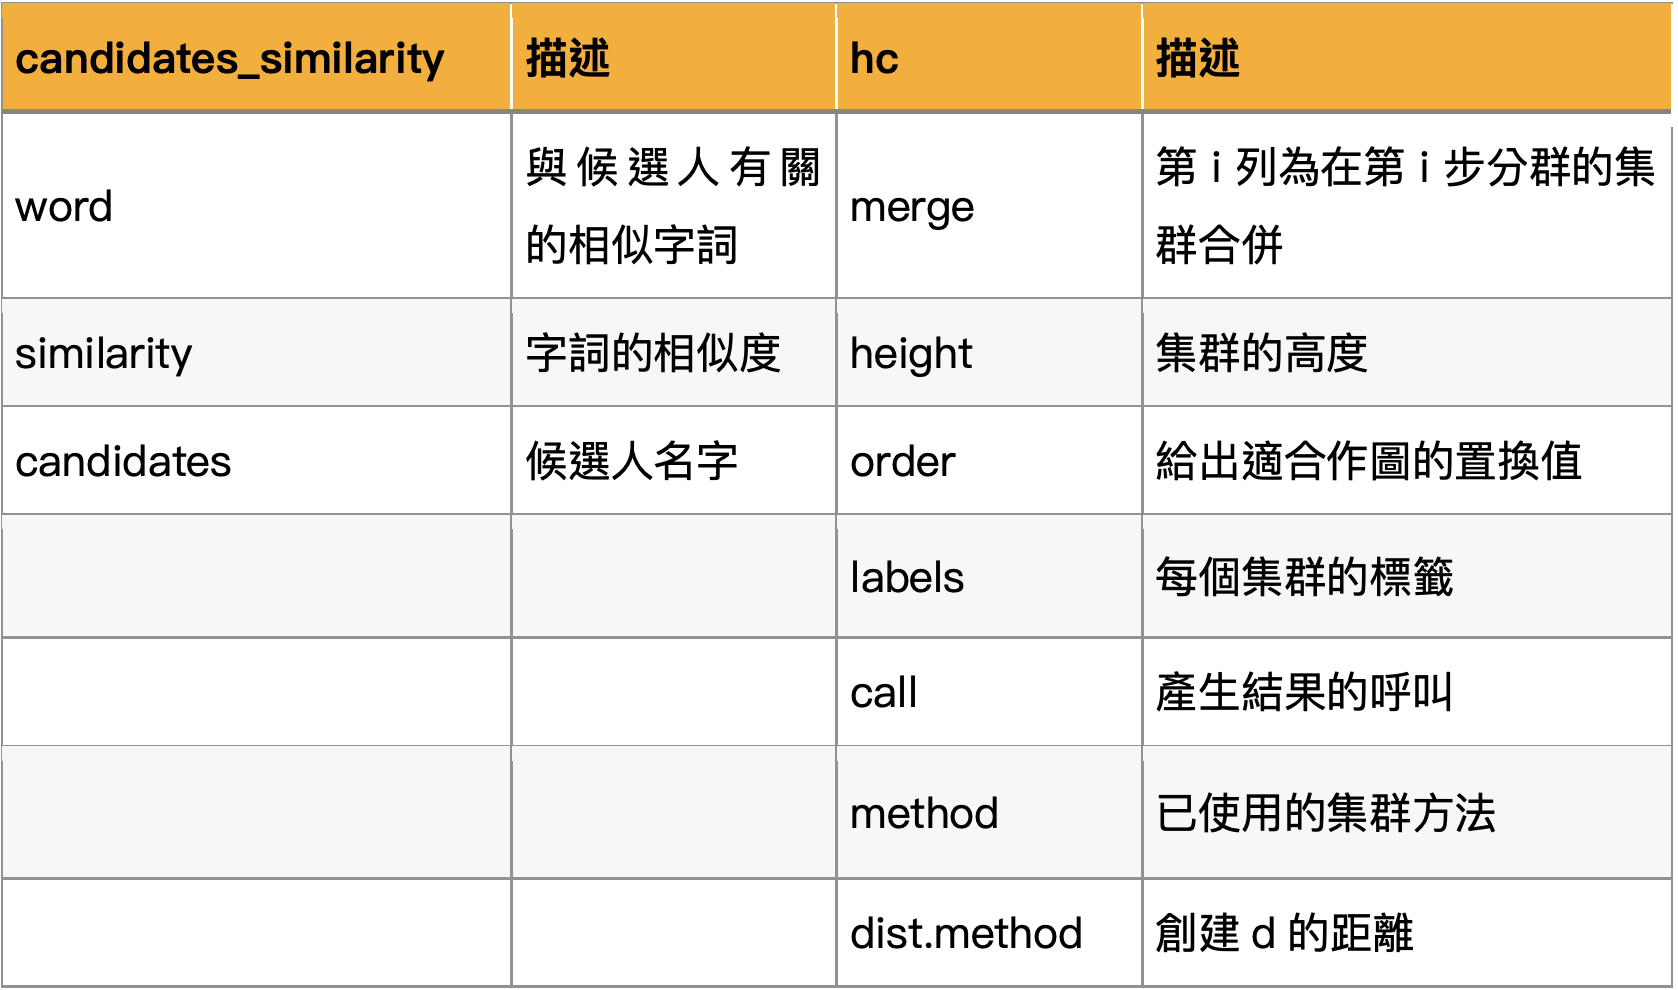 candidates_similarity 描述 hc 描述
word 與候選人有關 merge 第 i 列為在第 i 步分群的集
的相似字詞 群合併
similarity 字詞的相似度 height 集群的高度
candidates 候選人名字 order 給出適合作圖的置換值
labels 每個集群的標籤
call 產生結果的呼叫
method 已使用的集群方法
dist.method 創建 d 的距離